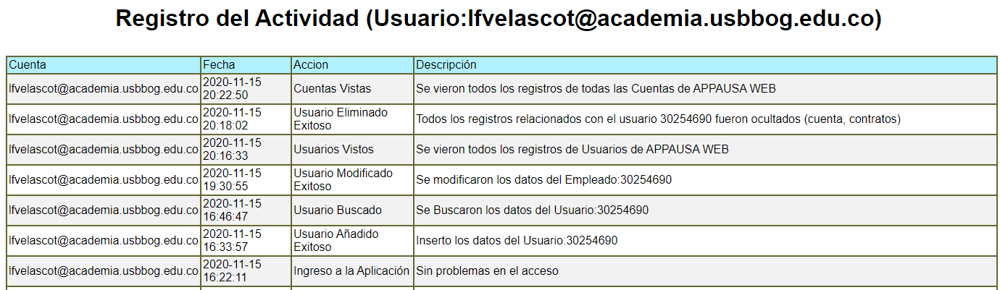 Registro del Actividad (Usuario:lfvelascot@academia.usbbog.edu.co)
Cuenta Fecha Accion Descripción
lfvelascot@academia.usbbog.edu.co 2020-11-15 20:22:50 Cuentas Vistas Se vieron todos los registros de todas las Cuentas de APPAUSA WEB
lfvelascot@academia.usbbog.edu.co 2020-11-15 20:18:02 Usuario Eliminado Exitoso Todos los registros relacionados con el usuario 30254690 fueron ocultados (cuenta, contratos)
lfvelascot@academia.usbbog.edu.co 2020-11-15 20:16:33 Usuarios Vistos Se vieron todos los registros de Usuarios de APPAUSA WEB
lfvelascot@academia.usbbog.edu.co 2020-11-15 19:30:55 Usuario Modificado Exitoso Se modificaron los datos del Empleado:30254690
lfvelascot@academia.usbbog.edu.co 2020-11-15 16:46:47 Usuario Buscado Se Buscaron los datos del Usuario:30254690
lfvelascot@academia.usbbog.edu.co 2020-11-15 16:33:57 Usuario Añadido Exitoso Inserto los datos del Usuario:30254690
lfvelascot@academia.usbbog.edu.co 2020-11-15 16:22:11 Ingreso a la Aplicación Sin problemas en el acceso